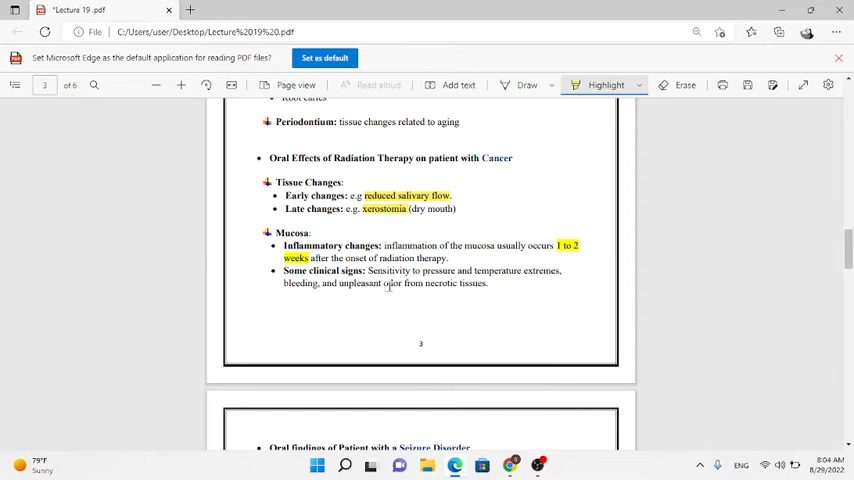 *Lecture 19 .pdf
File
C:/Users/user/Desktop/Lecture%2019%20.pdf
Set Microsoft Edge as the default application for reading PDF files?
Set as default
3 of 6
Page view
Read aloud
Add text
Draw
Highlight
Erase
Root caries
Periodontium: tissue changes related to aging
• Oral Effects of Radiation Therapy on patient with Cancer
Tissue Changes:
• Early changes: e.g reduced salivary flow.
• Late changes: e.g. xerostomia (dry mouth)
Mucosa:
• Inflammatory changes: inflammation of the mucosa usually occurs 1 to 2
weeks after the onset of radiation therapy.
• Some clinical signs: Sensitivity to pressure and temperature extremes,
bleeding, and unpleasant odor from necrotic tissues.
3
• Oral findings of Patient with a Seizure Disorder
79°F
Sunny
ENG
8:04 AM
8/29/2022